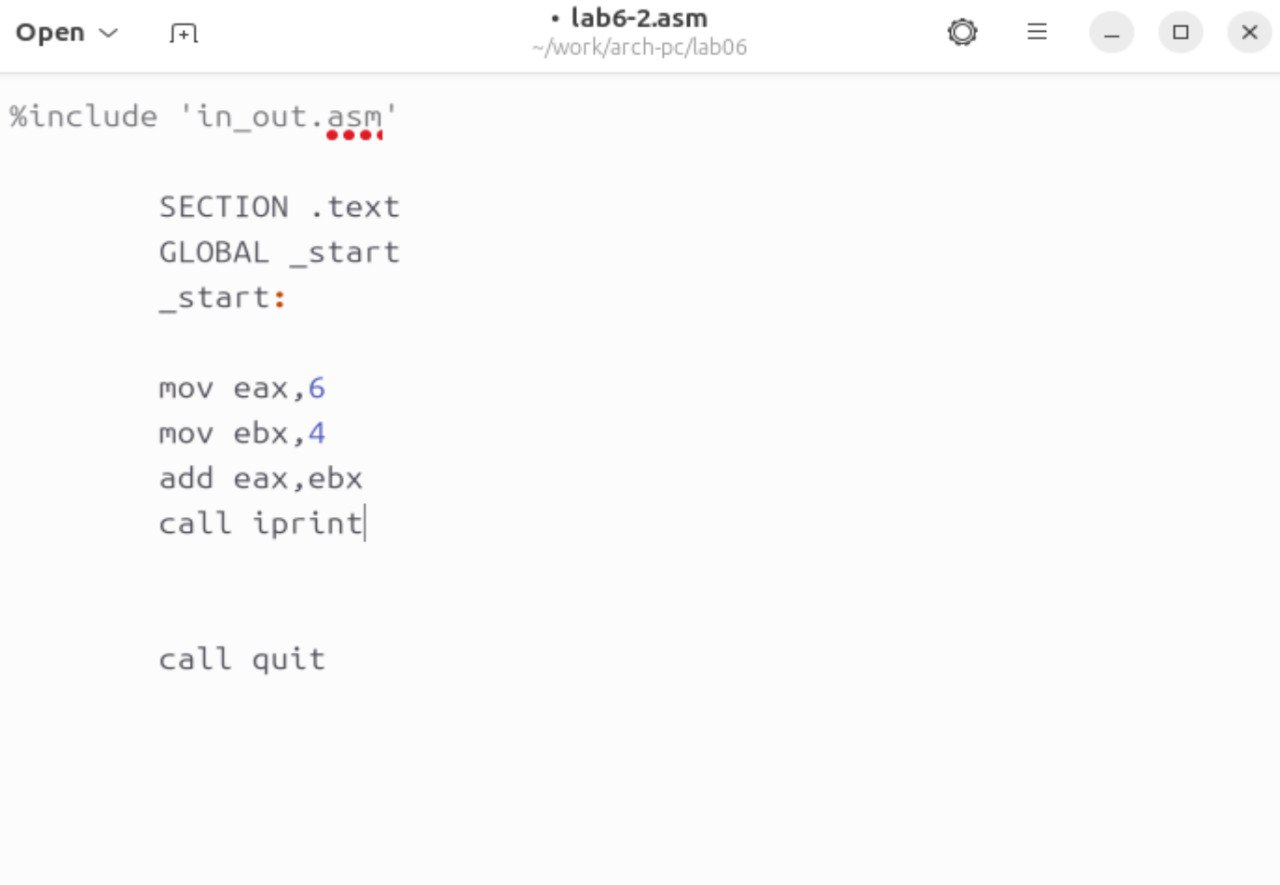 Open
• lab6-2.asm
~/work/arch-pc/lab06
%include 'in_out.asm'
SECTION .text
GLOBAL _start
_start:
mov eax,6
mov ebx,4
add eax,ebx
call iprint
call quit